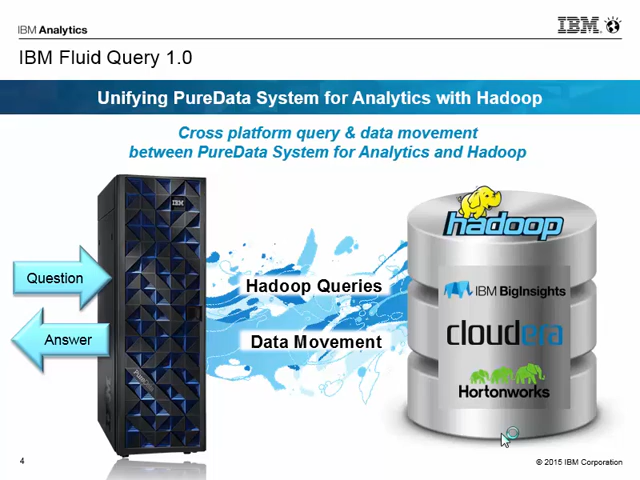 IBM Analytics
IBM
IBM Fluid Query 1.0
Unifying PureData System for Analytics with Hadoop
Cross platform query & data movement
between PureData System for Analytics and Hadoop
IBM
hadoop
Question
Hadoop Queries
IBM BigInsights
Answer
Data Movement
cloudera
Hortonworks
4
© 2015 IBM Corporation